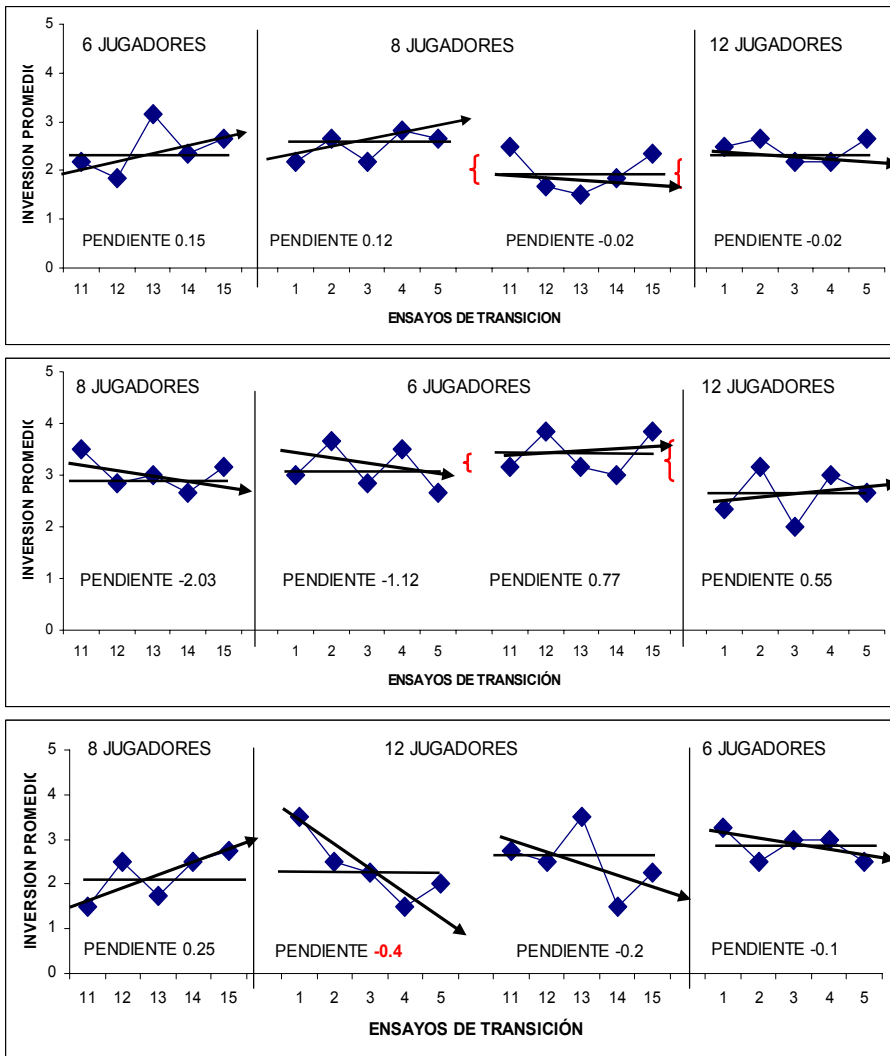 6 JUGADORES 8 JUGADORES 12 JUGADORES
INVERSION PROMEDIO
5
4
3
2
1
0
PENDIENTE 0.15 PENDIENTE 0.12 PENDIENTE -0.02 PENDIENTE -0.02
11 12 13 14 15 1 2 3 4 5 11 12 13 14 15 1 2 3 4 5
ENSAYOS DE TRANSICION
8 JUGADORES 6 JUGADORES 12 JUGADORES
INVERSION PROMEDIO
5
4
3
2
1
0
PENDIENTE -2.03 PENDIENTE -1.12 PENDIENTE 0.77 PENDIENTE 0.55
11 12 13 14 15 1 2 3 4 5 11 12 13 14 15 1 2 3 4 5
ENSAYOS DE TRANSICIÓN
8 JUGADORES 12 JUGADORES 6 JUGADORES
INVERSION PROMEDIO
5
4
3
2
1
0
PENDIENTE 0.25 PENDIENTE -0.4 PENDIENTE -0.2 PENDIENTE -0.1
11 12 13 14 15 1 2 3 4 5 11 12 13 14 15 1 2 3 4 5
ENSAYOS DE TRANSICIÓN